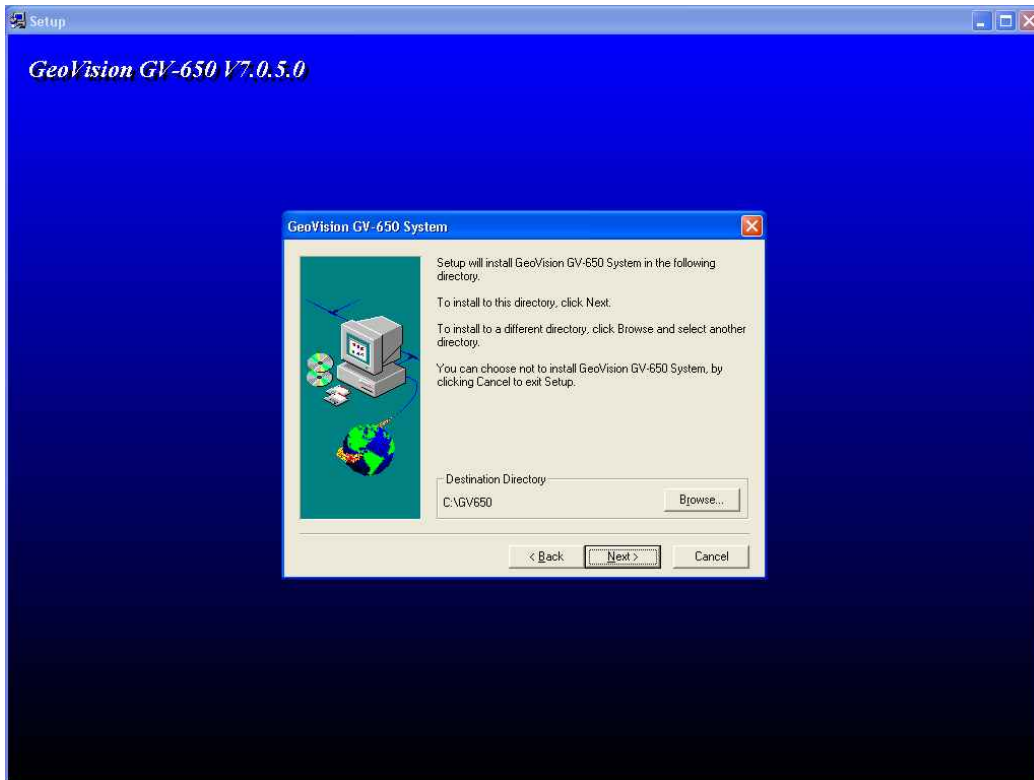 Setup
GeoVision GV-650 V7.0.5.0
GeoVision GV-650 System
Setup will install GeoVision GV-650 System in the following
directory.
To install to this directory, click Next.
To install to a different directory, click Browse and select another
directory.
You can choose not to install GeoVision GV-650 System, by
clicking Cancel to exit Setup.
Destination Directory
C:\GV650
Browse...
< Back
Next >
Cancel